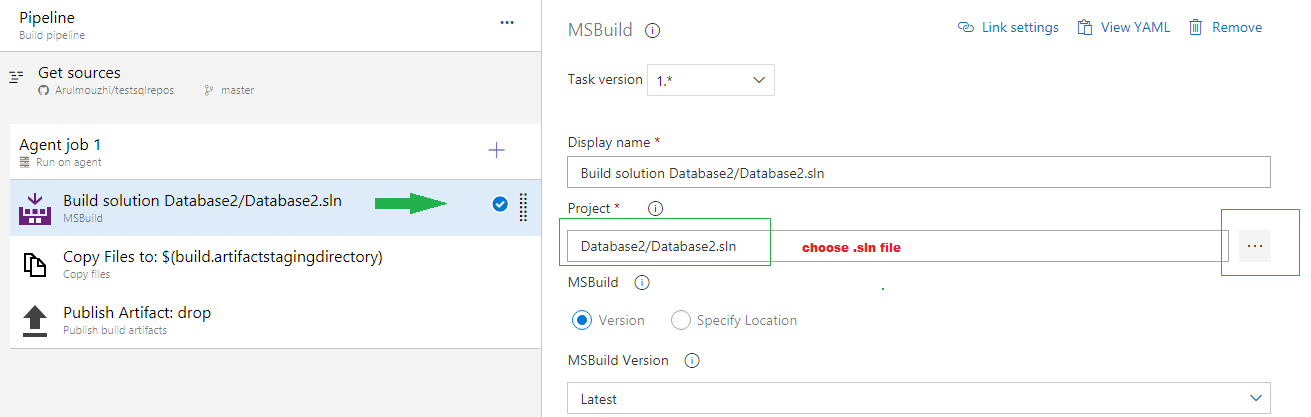 Pipeline
Build pipeline
Get sources
Arulmouzhi/testsqlrepos master
Agent job 1
Run on agent
Build solution Database2/Database2.sln
MSBuild
Copy Files to: $(build.artifactstagingdirectory)
Copy files
Publish Artifact: drop
Publish build artifacts
MSBuild
Link settings View YAML Remove
Task version 1.*
Display name *
Build solution Database2/Database2.sln
Project *
Database2/Database2.sln choose .sln file
MSBuild
Version Specify Location
MSBuild Version
Latest